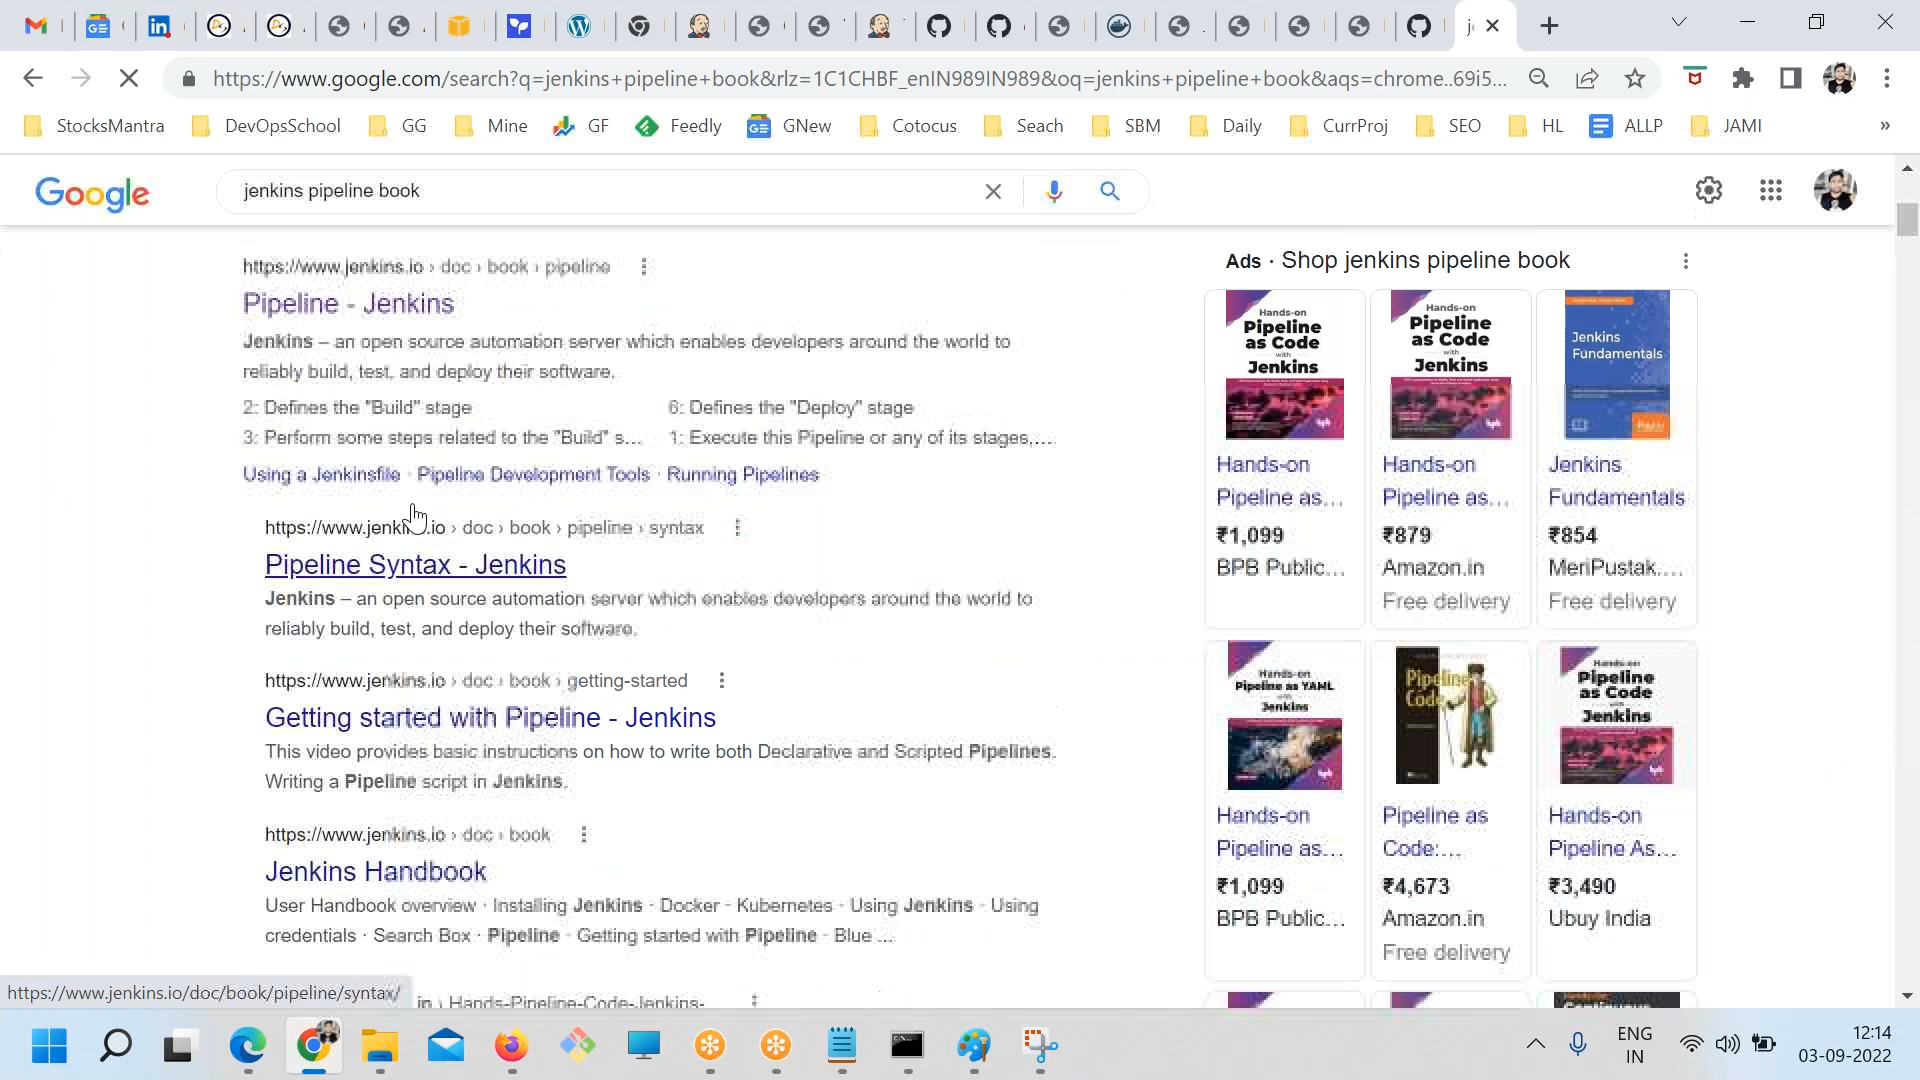 https://www.google.com/search?q=jenkins+pipeline+book&rlz=1C1CHBF_enIN989IN989&oq=jenkins+pipeline+book&aqs=chrome..69i5...
StocksMantra
DevOpsSchool
GG
Mine
GF
Feedly
GNew
Cotocus
Seach
SBM
Daily
CurrProj
SEO
HL
ALLP
JAMI
»
Google
jenkins pipeline book
https://www.jenkins.io › doc › book › pipeline
Pipeline - Jenkins
Jenkins – an open source automation server which enables developers around the world to
reliably build, test, and deploy their software.
2: Defines the "Build" stage
6: Defines the "Deploy" stage
3: Perform some steps related to the "Build" s...
1: Execute this Pipeline or any of its stages,....
Using a Jenkinsfile · Pipeline Development Tools · Running Pipelines
https://www.jenkins.io › doc › book › pipeline › syntax
Pipeline Syntax - Jenkins
Jenkins – an open source automation server which enables developers around the world to
reliably build, test, and deploy their software.
https://www.jenkins.io › doc › book › getting-started
Getting started with Pipeline - Jenkins
This video provides basic instructions on how to write both Declarative and Scripted Pipelines.
Writing a Pipeline script in Jenkins.
https://www.jenkins.io › doc › book
Jenkins Handbook
User Handbook overview · Installing Jenkins · Docker · Kubernetes · Using Jenkins · Using
credentials · Search Box · Pipeline · Getting started with Pipeline · Blue ...
in › Hands-Pipeline-Code-Jenkins-
https://www.jenkins.io/doc/book/pipeline/syntax/
Ads · Shop jenkins pipeline book
Hands-on
Pipeline
as Code
with
Jenkins
Hands-on
Pipeline as...
₹1,099
BPB Public...
Hands-on
Pipeline
as Code
with
Jenkins
Hands-on
Pipeline as...
₹879
Amazon.in
Free delivery
Jenkins
Fundamentals
Jenkins
Fundamentals
₹854
MeriPustak....
Free delivery
Hands-on
Pipeline as YAML
with
Jenkins
Hands-on
Pipeline as...
₹1,099
BPB Public...
Pipeline
Code
Pipeline as
Code:...
₹4,673
Amazon.in
Free delivery
Hands-on
Pipeline
as Code
with
Jenkins
Hands-on
Pipeline As...
₹3,490
Ubuy India
ENG
IN
12:14
03-09-2022